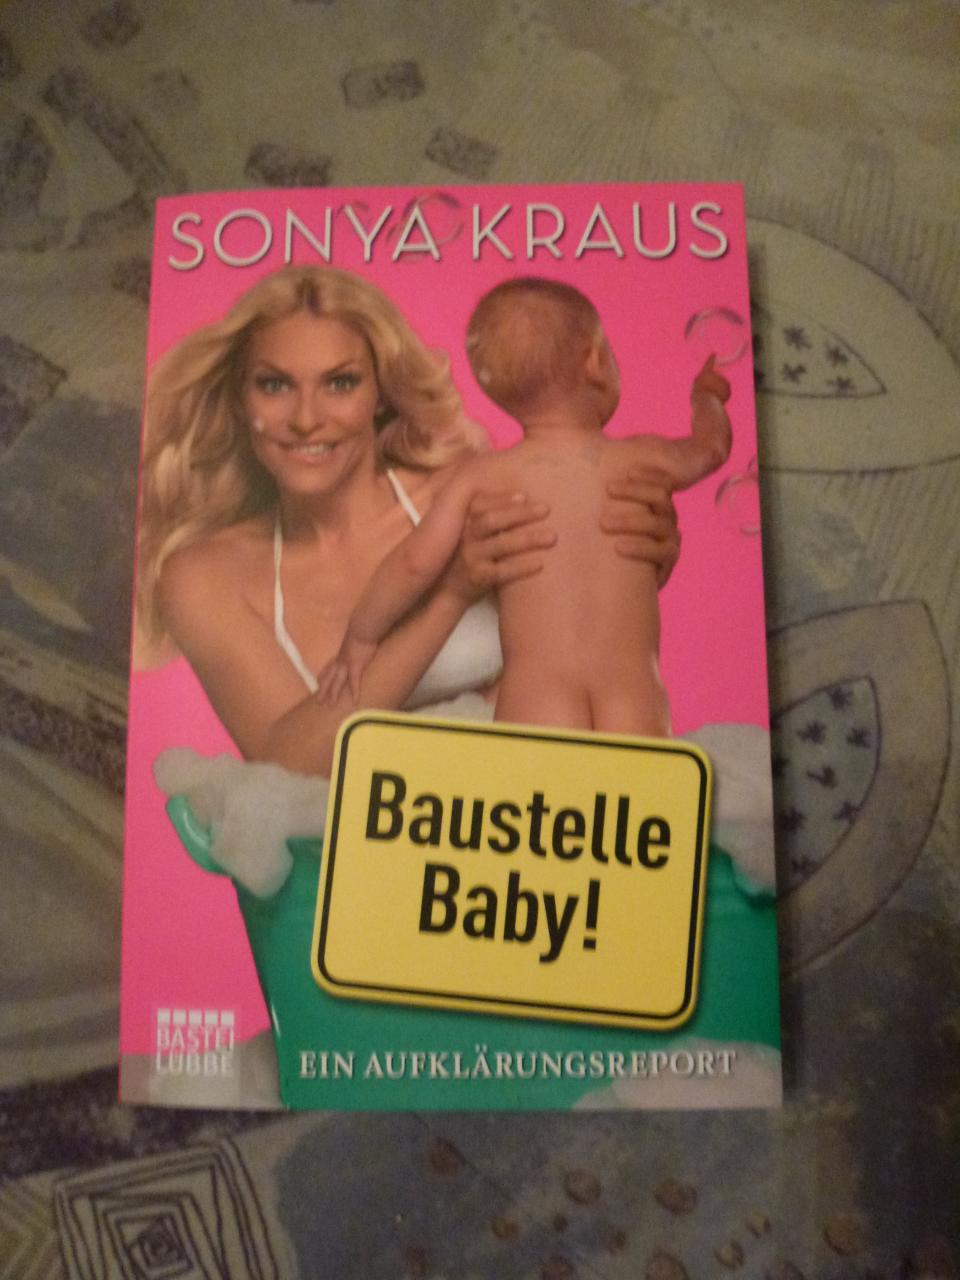 SONYA KRAUS
Baustelle
Baby!
BASTEI
LÜBBE
EIN AUFKLÄRUNGSREPORT